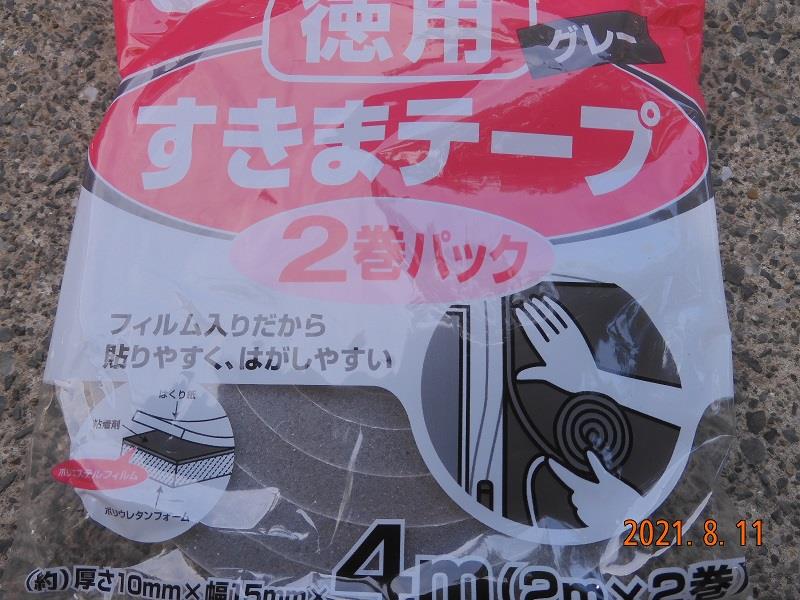 徳用
グレー
すきまテープ
2巻パック
フィルム入りだから
貼りやすく、はがしやすい
はくり紙
粘着剤
ポリエステルフィルム
ポリウレタンフォーム
(約)厚さ10mm×幅15mm×4m(2m×2巻)
2021. 8. 11